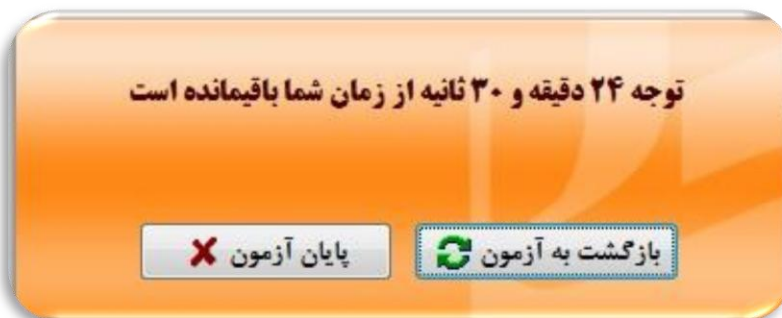 توجه ۲۴ دقیقه و ۳۰ ثانیه از زمان شما باقیمانده است
بازگشت به آزمون
پایان آزمون